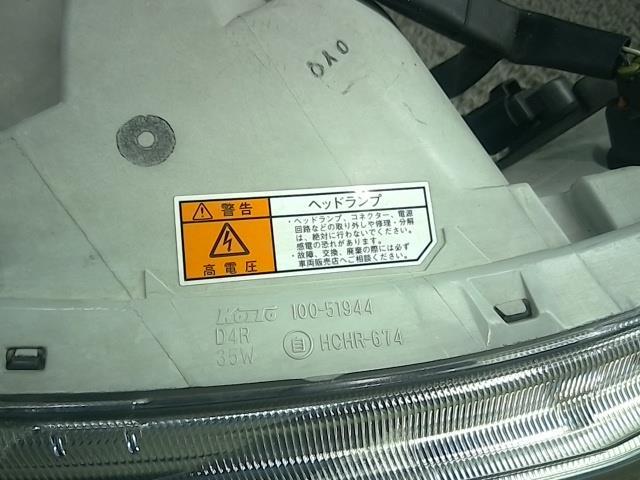 警告
高電圧
ヘッドランプ
・ヘッドランプ、コネクター、電源
回路などの取り外しや修理・分解
は、絶対に行わないでください。
感電の恐れがあります。
・故障、交換、廃棄の際には必ず
車両販売店へご相談ください。
KOITO 100-51944
D4R
35W 自 HCHR-674